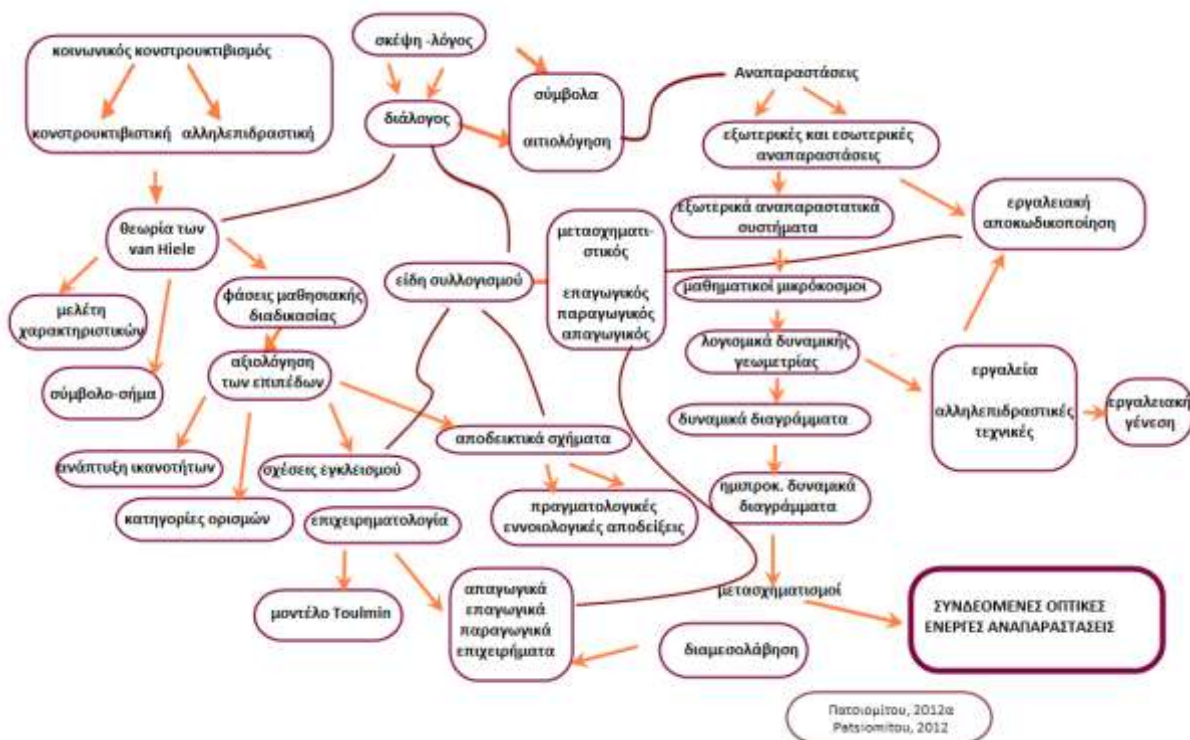 κοινωνικός κονστρουκτιβισμός
κονστρουκτιβιστική αλληλεπιδραστική
σκέψη -λόγος
διάλογος
σύμβολα
αιτιολόγηση
Αναπαραστάσεις
εξωτερικές και εσωτερικές
αναπαραστάσεις
εξωτερικά αναπαραστατικά
συστήματα
εργαλειακή
αποκωδικοποίηση
θεωρία των
van Hiele
μετασχηματι-
στικός
επαγωγικός
παραγωγικός
απαγωγικός
είδη συλλογισμού
μαθηματικοί μικρόκοσμοι
μελέτη
χαρακτηριστικών
φάσεις μαθησιακής
διαδικασίας
λογισμικά δυναμικής
γεωμετρίας
σύμβολο-σήμα
αξιολόγηση
των επιπέδων
εργαλεία
αλληλεπιδραστικές
τεχνικές
εργαλειακή
γένεση
δυναμικά διαγράμματα
αποδεικτικά σχήματα
ανάπτυξη ικανοτήτων
σχέσεις εγκλεισμού
ημιπροκ. δυναμικά
διαγράμματα
κατηγορίες ορισμών
επιχειρηματολογία
πραγματολογικές
εννοιολογικές αποδείξεις
μοντέλο Toulmin
απαγωγικά
επαγωγικά
παραγωγικά
επιχειρήματα
μετασχηματισμοί
ΣΥΝΔΕΟΜΕΝΕΣ ΟΠΤΙΚΕΣ
ΕΝΕΡΓΕΣ ΑΝΑΠΑΡΑΣΤΑΣΕΙΣ
διαμεσολάβηση
Πατσιομίτου, 2012α
Patsiomitou, 2012